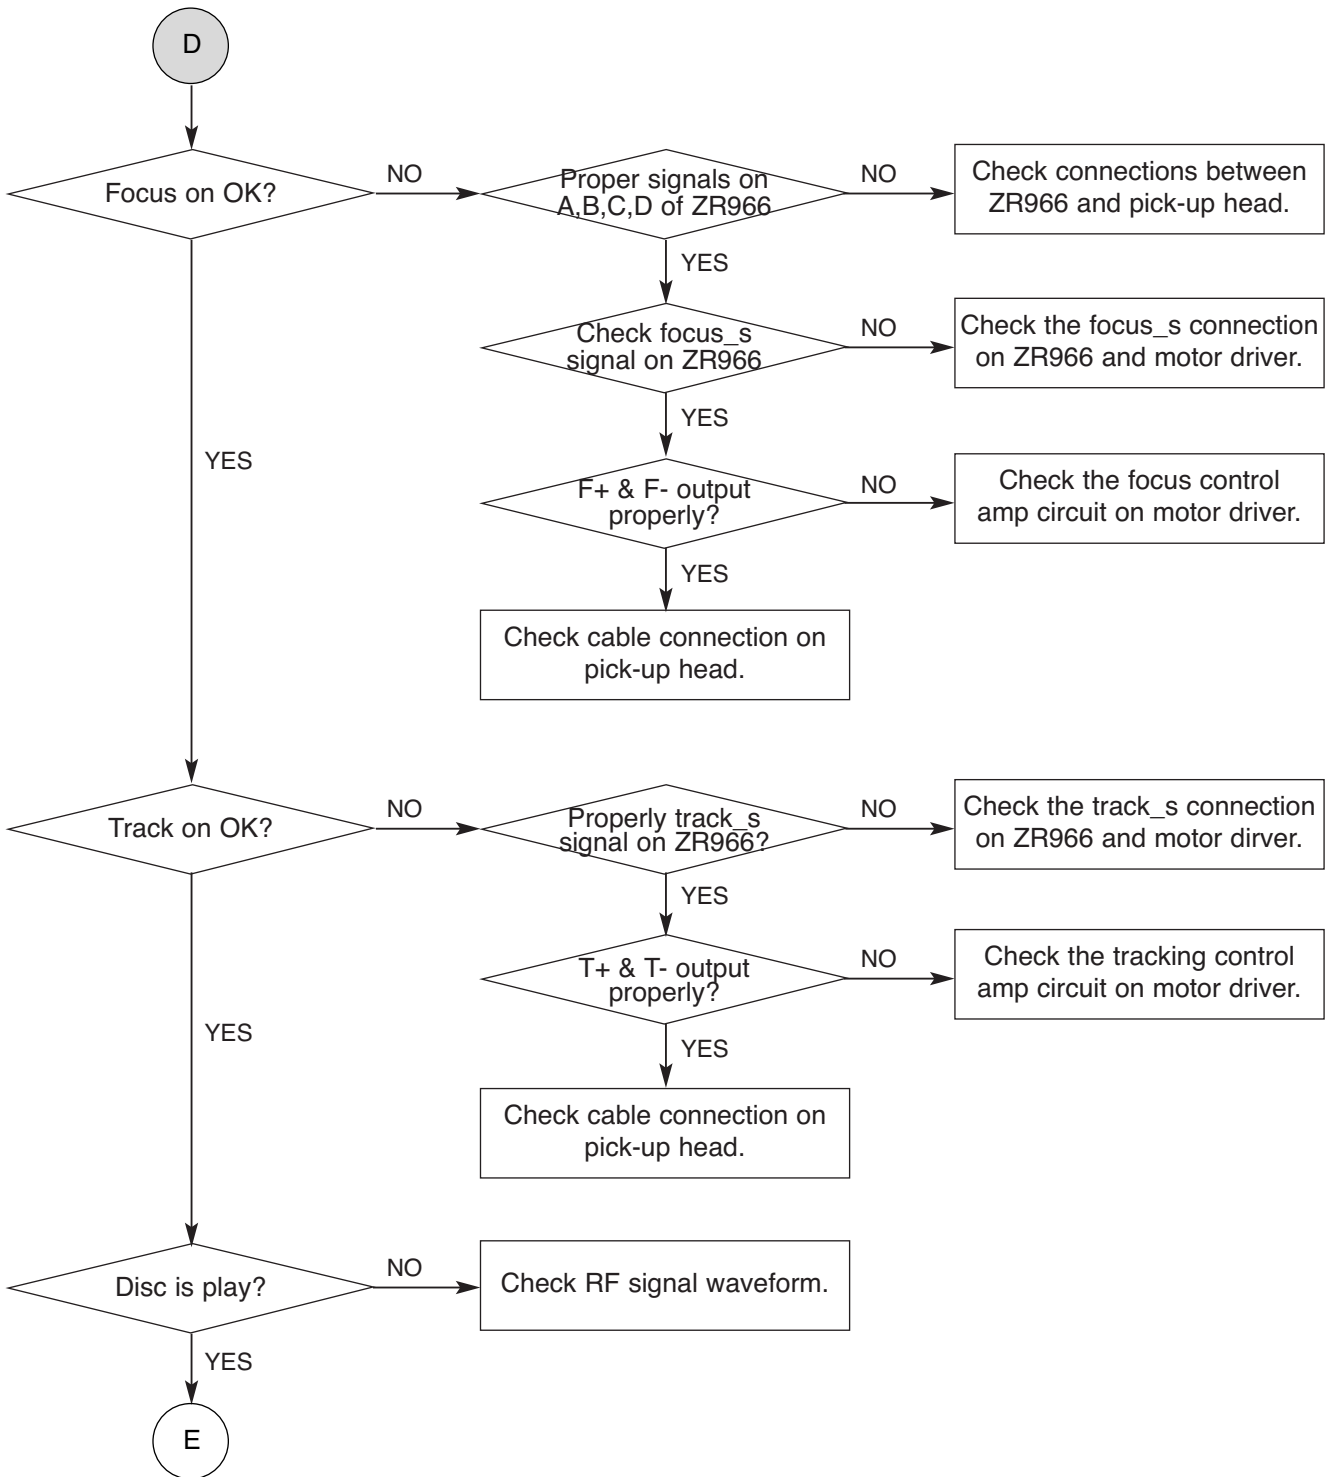 D
Focus on OK?
NO
Proper signals on
A,B,C,D of ZR966
NO
Check connections between
ZR966 and pick-up head.
YES
Check focus_s
signal on ZR966
NO
Check the focus_s connection
on ZR966 and motor driver.
YES
YES
F+ & F- output
properly?
NO
Check the focus control
amp circuit on motor driver.
YES
Check cable connection on
pick-up head.
Track on OK?
NO
Properly track_s
signal on ZR966?
NO
Check the track_s connection
on ZR966 and motor dirver.
YES
T+ & T- output
properly?
NO
Check the tracking control
amp circuit on motor driver.
YES
YES
Check cable connection on
pick-up head.
Disc is play?
NO
Check RF signal waveform.
YES
E